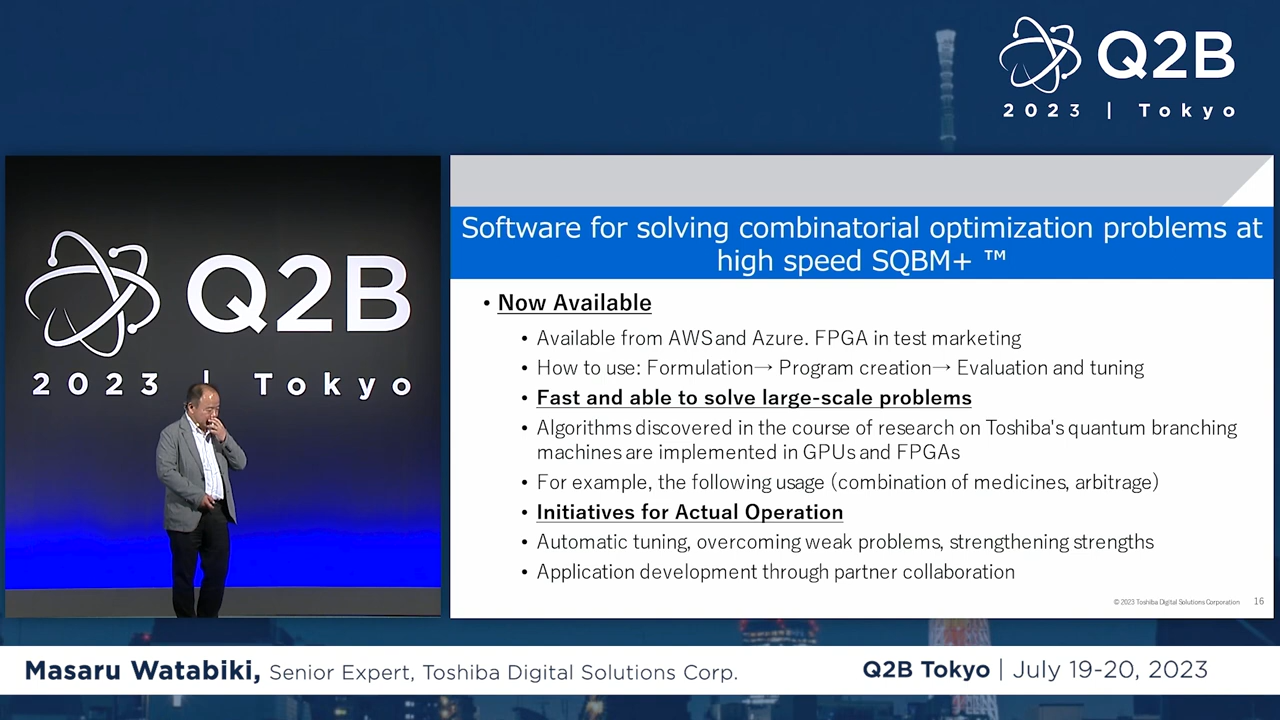 Q2B
2023 | Tokyo
Q2B
2023 | Tokyo
Software for solving combinatorial optimization problems at
high speed SQBM+ ™
• Now Available
• Available from AWS and Azure. FPGA in test marketing
• How to use: Formulation→ Program creation→ Evaluation and tuning
• Fast and able to solve large-scale problems
• Algorithms discovered in the course of research on Toshiba's quantum branching
machines are implemented in GPUs and FPGAs
• For example, the following usage (combination of medicines, arbitrage)
• Initiatives for Actual Operation
• Automatic tuning, overcoming weak problems, strengthening strengths
• Application development through partner collaboration
© 2023 Toshiba Digital Solutions Corporation 16
Masaru Watabiki, Senior Expert, Toshiba Digital Solutions Corp.
Q2B Tokyo | July 19-20, 2023